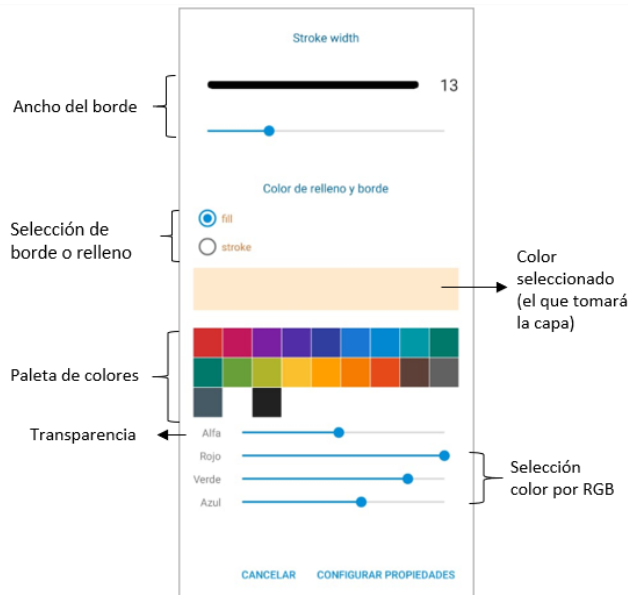 Stroke width
13
Ancho del borde
Color de relleno y borde
fill
Selección de
borde o relleno
stroke
Color
seleccionado
(el que tomará
la capa)
Paleta de colores
Transparencia
Alfa
Rojo
Verde
Azul
Selección
color por RGB
CANCELAR
CONFIGURAR PROPIEDADES